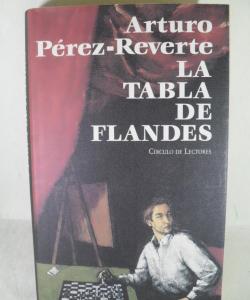 Arturo
Pérez-Reverte
LA
TABLA
DE
FLANDES
CÍRCULO DE LECTORES